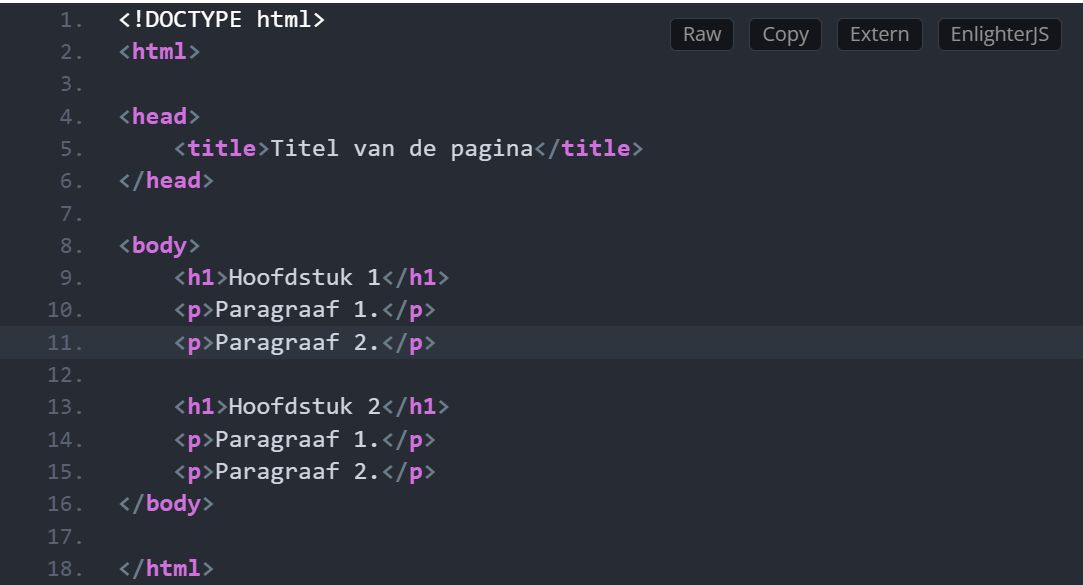 Raw Copy Extern EnlighterJS
1. <!DOCTYPE html>
2. <html>
3.
4. <head>
5.     <title>Titel van de pagina</title>
6. </head>
7.
8. <body>
9.     <h1>Hoofdstuk 1</h1>
10.     <p>Paragraaf 1.</p>
11.     <p>Paragraaf 2.</p>
12.
13.     <h1>Hoofdstuk 2</h1>
14.     <p>Paragraaf 1.</p>
15.     <p>Paragraaf 2.</p>
16. </body>
17.
18. </html>